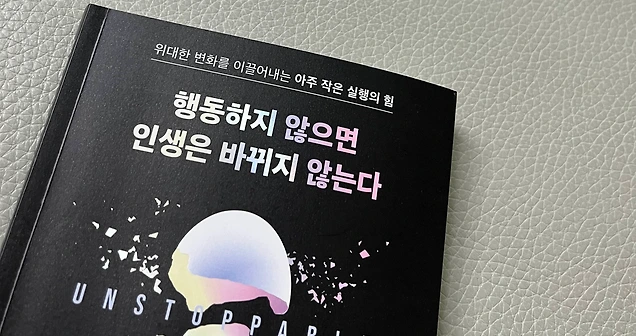 위대한 변화를 이끌어내는 아주 작은 실행의 힘
행동하지 않으면
인생은 바뀌지 않는다